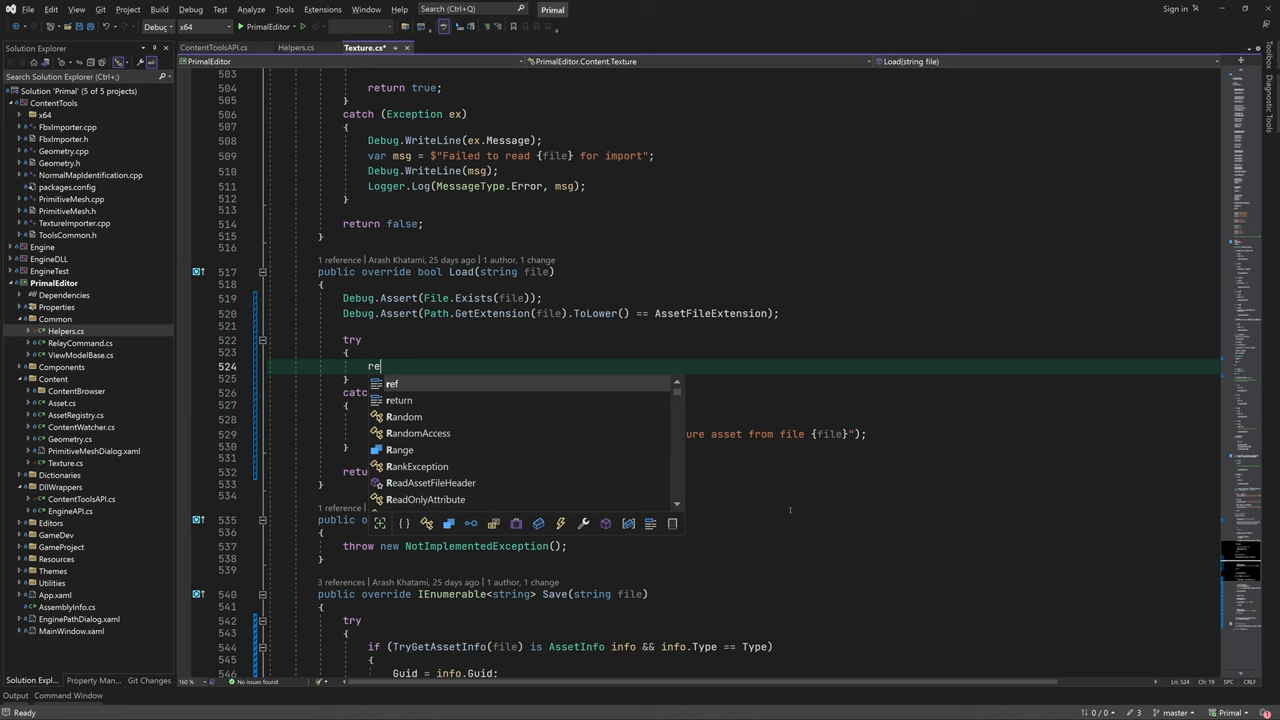 File Edit View Git Project Build Debug Test Analyze Tools Extensions Window Help Search (Ctrl+Q) Primal Sign in
Debug x64 PrimalEditor
Solution Explorer
ContentToolsAPI.cs Helpers.cs Texture.cs*
PrimalEditor PrimalEditor.Content.Texture Load(string file)
Search Solution Explorer (Ctrl+;)
Solution 'Primal' (5 of 5 projects)
ContentTools
x64
FbxImporter.cpp
FbxImporter.h
Geometry.cpp
Geometry.h
NormalMapIdentification.cpp
packages.config
PrimitiveMesh.cpp
PrimitiveMesh.h
TextureImporter.cpp
ToolsCommon.h
Engine
EngineDLL
EngineTest
PrimalEditor
Dependencies
Properties
Common
Helpers.cs
RelayCommand.cs
ViewModelBase.cs
Components
Content
ContentBrowser
Asset.cs
AssetRegistry.cs
ContentWatcher.cs
Geometry.cs
PrimitiveMeshDialog.xaml
Texture.cs
Dictionaries
DllWrappers
ContentToolsAPI.cs
EngineAPI.cs
Editors
GameDev
GameProject
Resources
Themes
Utilities
App.xaml
AssemblyInfo.cs
EnginePathDialog.xaml
MainWindow.xaml
Solution Expl... Property Man... Git Changes
503
504 return true;
505 }
506 catch (Exception ex)
507 {
508 Debug.WriteLine(ex.Message);
509 var msg = $"Failed to read {file} for import";
510 Debug.WriteLine(msg);
511 Logger.Log(MessageType.Error, msg);
512 }
513
514 return false;
515 }
516
1 reference | Arash Khatami, 25 days ago | 1 author, 1 change
517 public override bool Load(string file)
518 {
519 Debug.Assert(File.Exists(file));
520 Debug.Assert(Path.GetExtension(file).ToLower() == AssetFileExtension);
521
522 try
523 {
524 re
525 }
526 catc
527 {
528
529 ure asset from file {file}");
530 }
531
532 retu
533 }
534
ref
return
Random
RandomAccess
Range
RankException
ReadAssetFileHeader
ReadOnlyAttribute
1 reference
535 public o
536 {
537 throw new NotImplementedException();
538 }
539
3 references | Arash Khatami, 25 days ago | 1 author, 1 change
540 public override IEnumerable<string> Save(string file)
541 {
542 try
543 {
544 if (TryGetAssetInfo(file) is AssetInfo info && info.Type == Type)
545 {
546 Guid = info.Guid;
Toolbox
Diagnostic Tools
160 % No issues found Ln: 524 Ch: 19 SPC CRLF
Output Command Window
Ready 0 / 0 3 master Primal 1